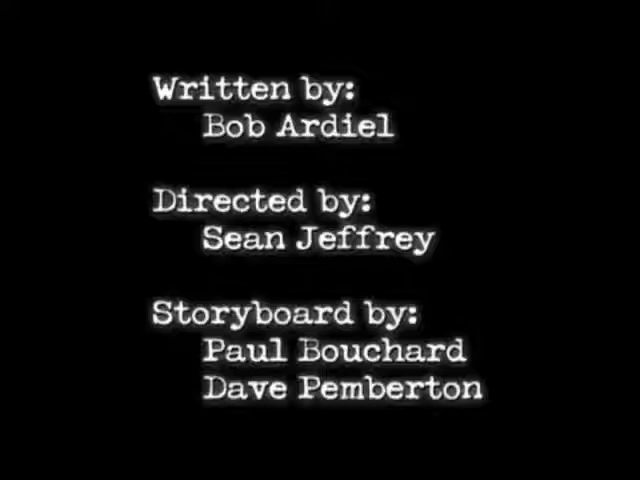 Written by:
Bob Ardiel
Directed by:
Sean Jeffrey
Storyboard by:
Paul Bouchard
Dave Pemberton